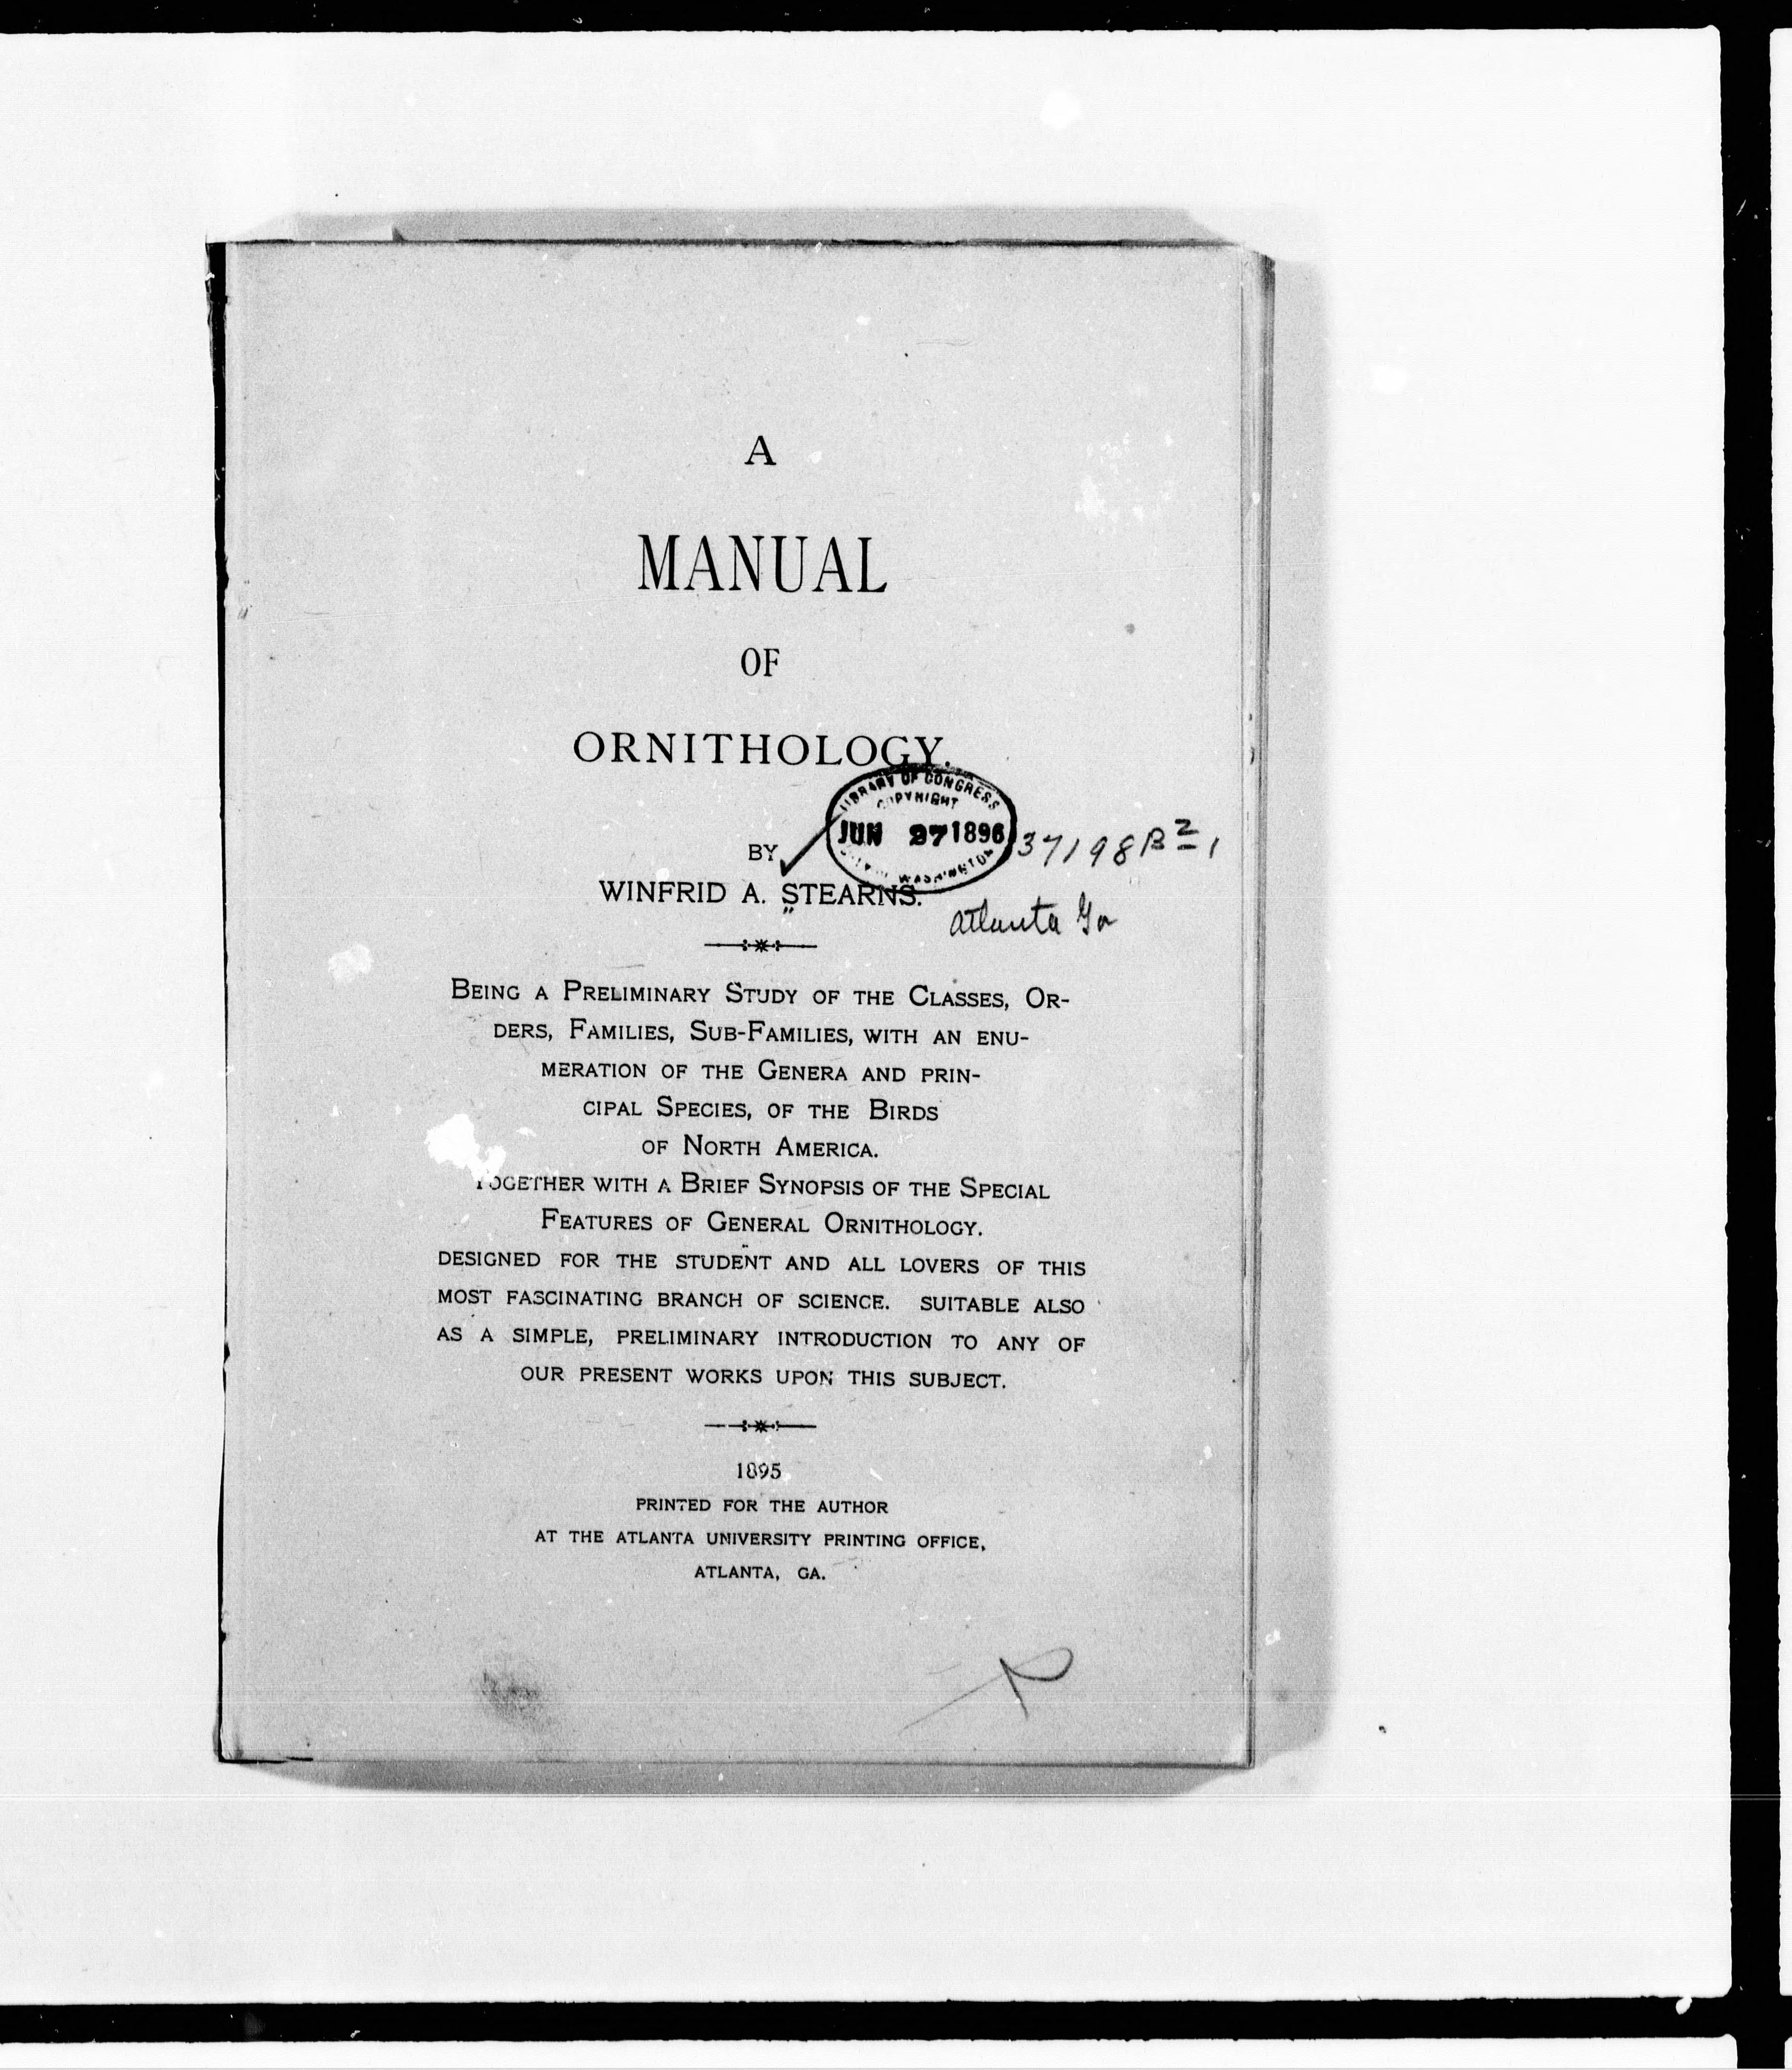 A
MANUAL
OF
ORNITHOLOGY.
LIBRARY OF CONGRESS
COPYRIGHT
JUN 27 1896
WASHINGTON
37198B2 1
BY
WINFRID A. STEARNS.
Atlanta Ga
BEING A PRELIMINARY STUDY OF THE CLASSES, OR-
DERS, FAMILIES, SUB-FAMILIES, WITH AN ENU-
MERATION OF THE GENERA AND PRIN-
CIPAL SPECIES, OF THE BIRDS
OF NORTH AMERICA.
TOGETHER WITH A BRIEF SYNOPSIS OF THE SPECIAL
FEATURES OF GENERAL ORNITHOLOGY.
DESIGNED FOR THE STUDENT AND ALL LOVERS OF THIS
MOST FASCINATING BRANCH OF SCIENCE. SUITABLE ALSO
AS A SIMPLE, PRELIMINARY INTRODUCTION TO ANY OF
OUR PRESENT WORKS UPON THIS SUBJECT.
1895
PRINTED FOR THE AUTHOR
AT THE ATLANTA UNIVERSITY PRINTING OFFICE,
ATLANTA, GA.